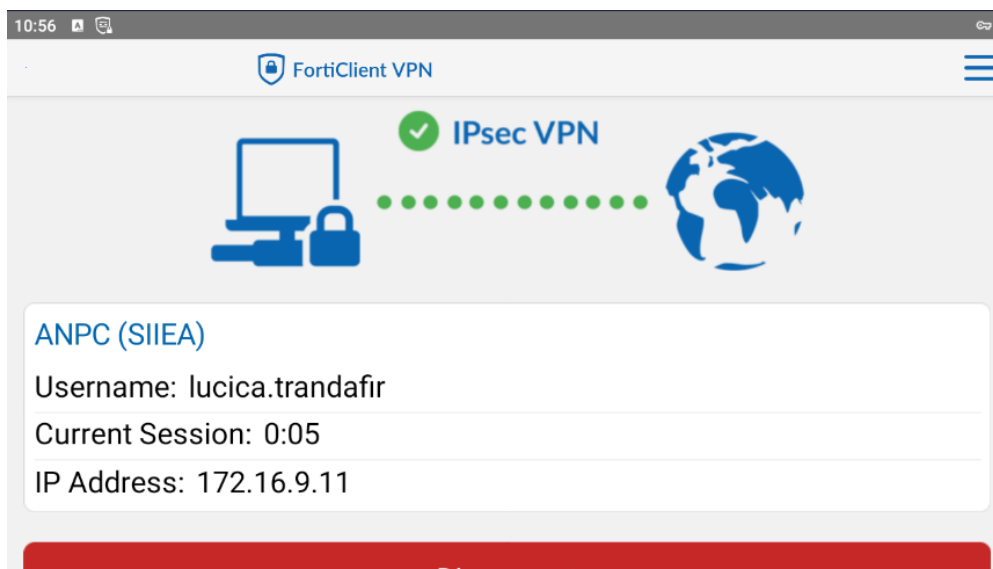 10:56
FortiClient VPN
IPsec VPN
ANPC (SIIEA)
Username: lucica.trandafir
Current Session: 0:05
IP Address: 172.16.9.11